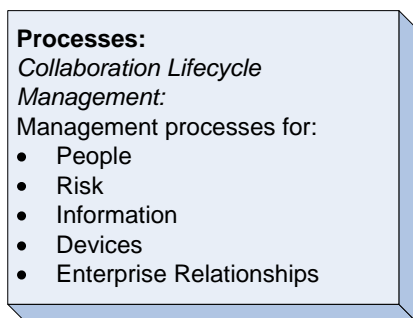 Processes:
Collaboration Lifecycle
Management:
Management processes for:
• People
• Risk
• Information
• Devices
• Enterprise Relationships